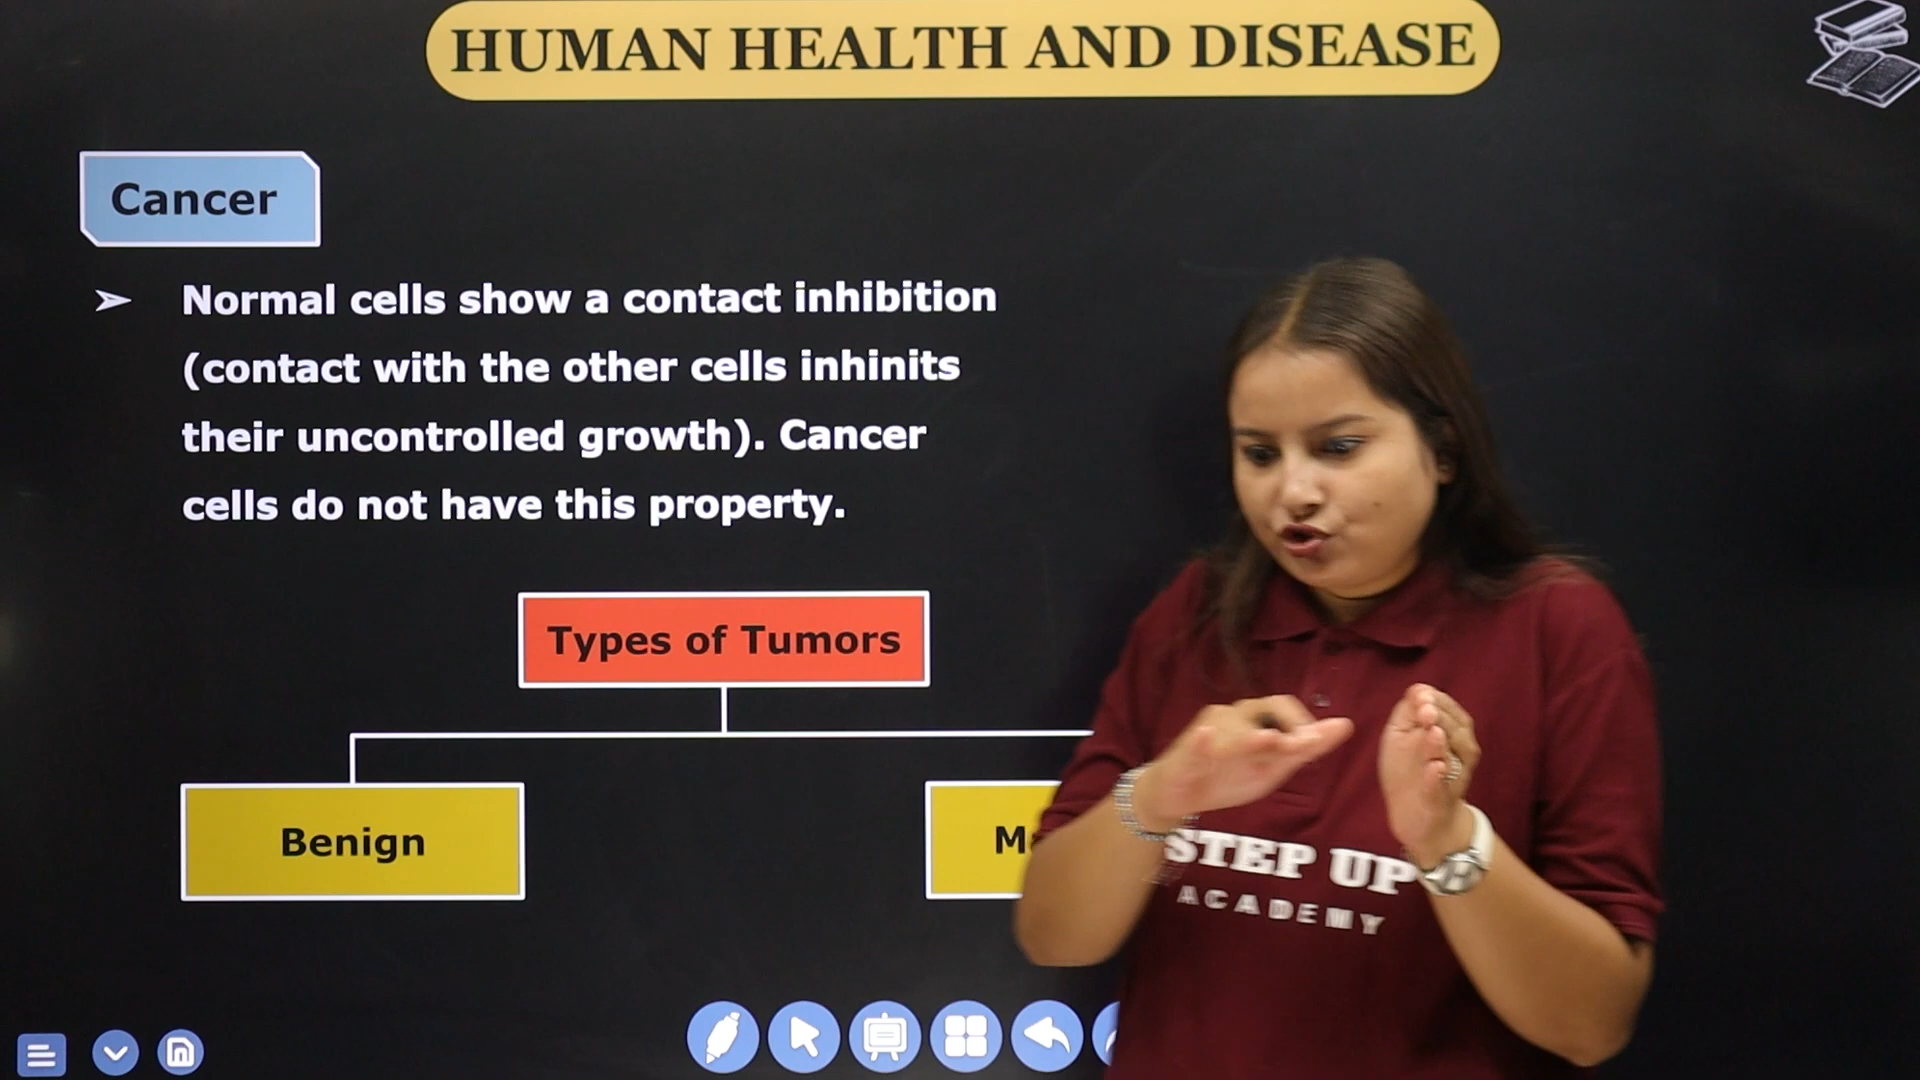 HUMAN HEALTH AND DISEASE
Cancer
➢ Normal cells show a contact inhibition
(contact with the other cells inhinits
their uncontrolled growth). Cancer
cells do not have this property.
Types of Tumors
Benign
STEP UP
ACADEMY